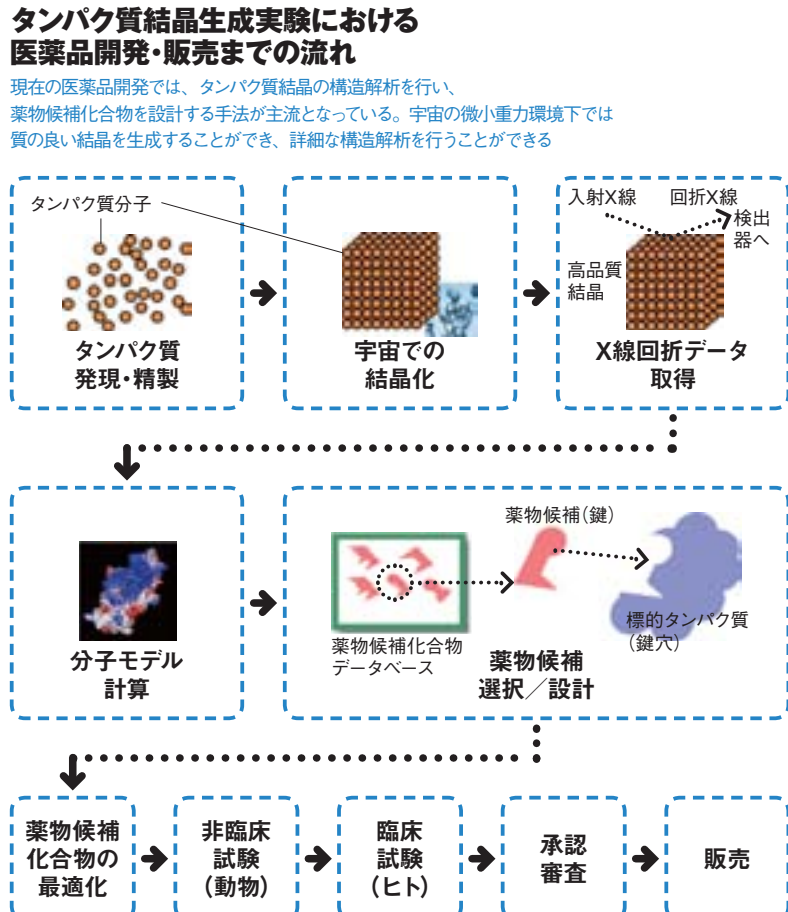 タンパク質結晶生成実験における
医薬品開発・販売までの流れ
現在の医薬品開発では、タンパク質結晶の構造解析を行い、
薬物候補化合物を設計する手法が主流となっている。宇宙の微小重力環境下では
質の良い結晶を生成することができ、詳細な構造解析を行うことができる
タンパク質分子
タンパク質
発現・精製
宇宙での
結晶化
入射X線
回折X線
検出
器へ
高品質
結晶
X線回折データ
取得
分子モデル
計算
薬物候補(鍵)
標的タンパク質
(鍵穴)
薬物候補化合物
データベース
薬物候補
選択／設計
薬物候補
化合物の
最適化
非臨床
試験
(動物)
臨床
試験
(ヒト)
承認
審査
販売